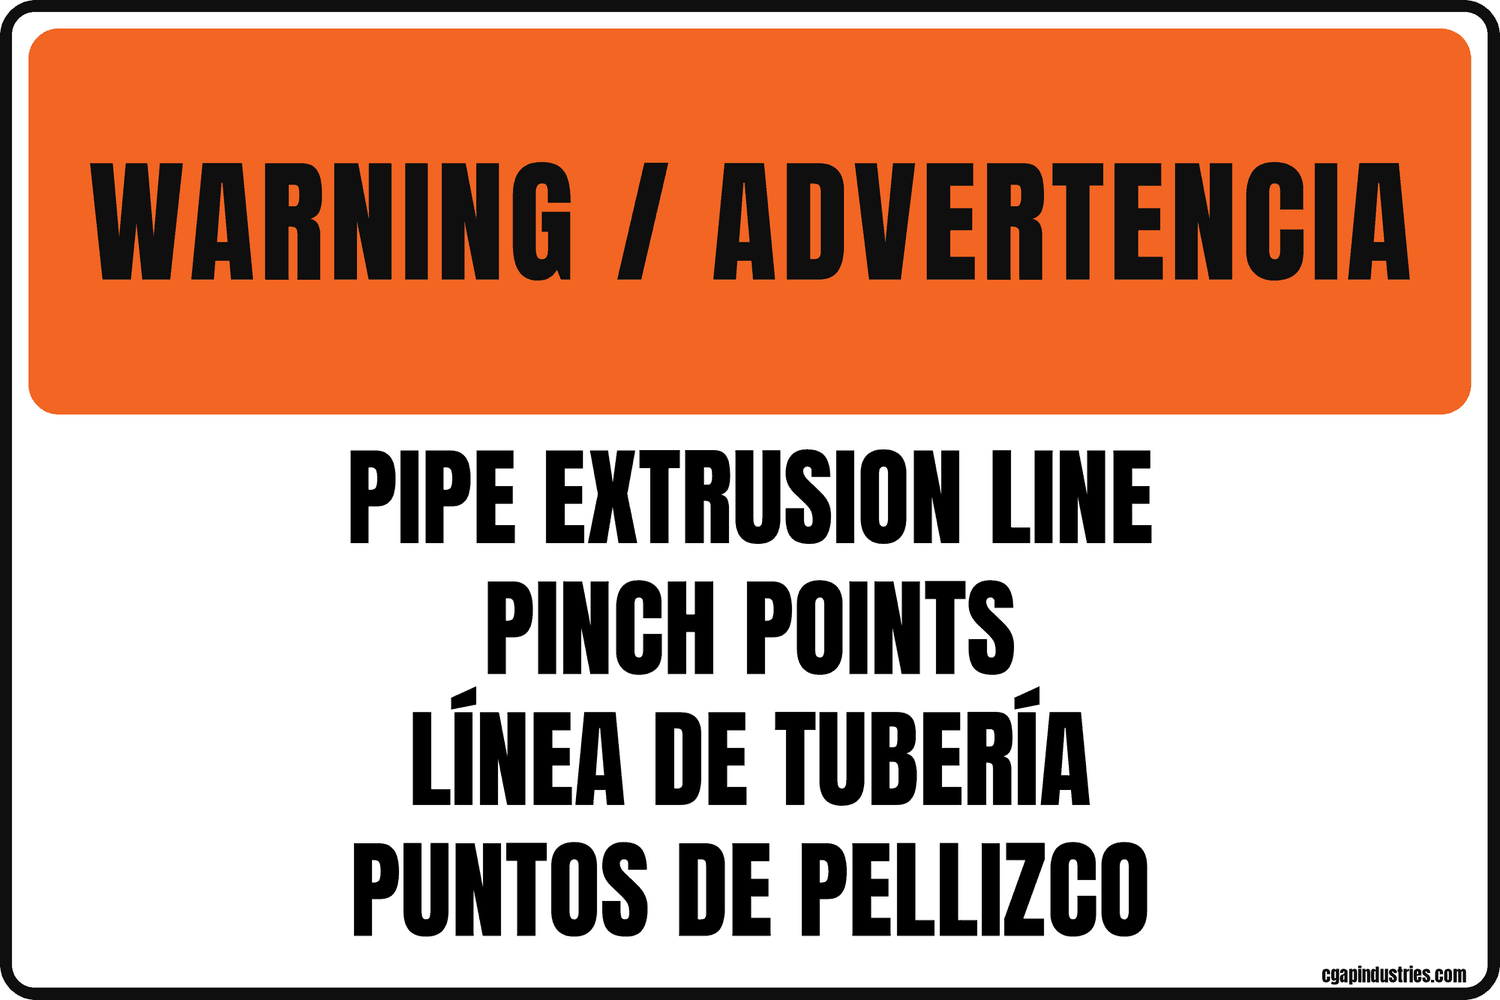 WARNING / ADVERTENCIA
PIPE EXTRUSION LINE
PINCH POINTS
LÍNEA DE TUBERÍA
PUNTOS DE PELLIZCO
cgapindustries.com